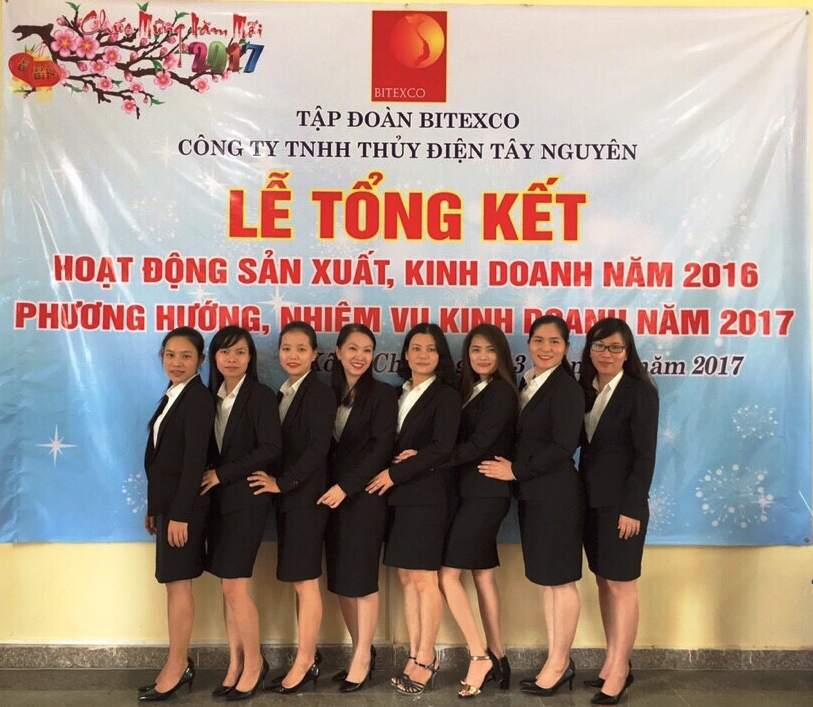 Chúc Mừng Năm Mới
2017
BITEXCO
TẬP ĐOÀN BITEXCO
CÔNG TY TNHH THỦY ĐIỆN TÂY NGUYÊN
LỄ TỔNG KẾT
HOẠT ĐỘNG SẢN XUẤT, KINH DOANH NĂM 2016
PHƯƠNG HƯỚNG, NHIỆM VỤ KINH DOANH NĂM 2017
3 năm 2017